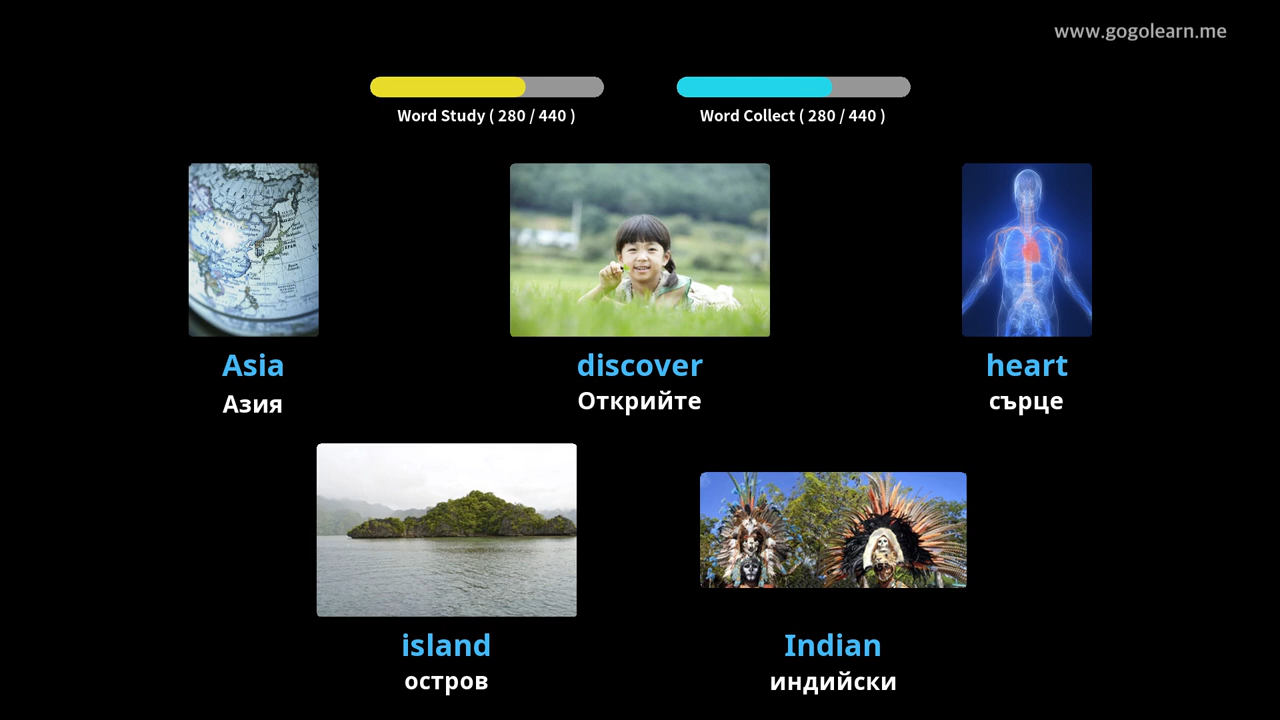 www.gogolearn.me
Word Study ( 280 / 440 )
Word Collect ( 280 / 440 )
Asia
Азия
discover
Открийте
heart
сърце
island
остров
Indian
индийски